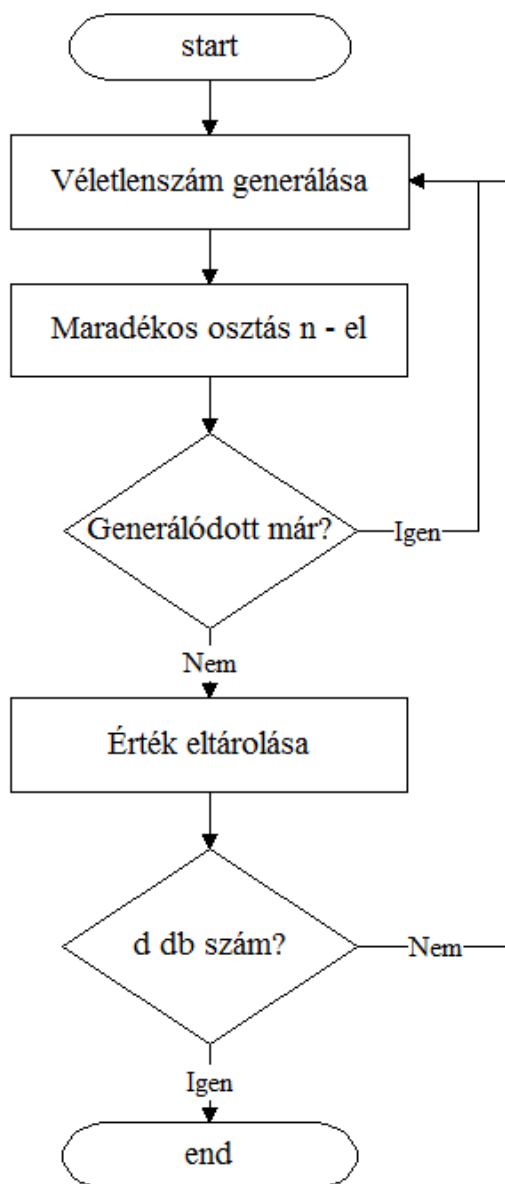 start
Véletlenszám generálása
Maradékos osztás n - el
Generálódott már?
Igen
Nem
Érték eltárolása
d db szám?
Nem
Igen
end